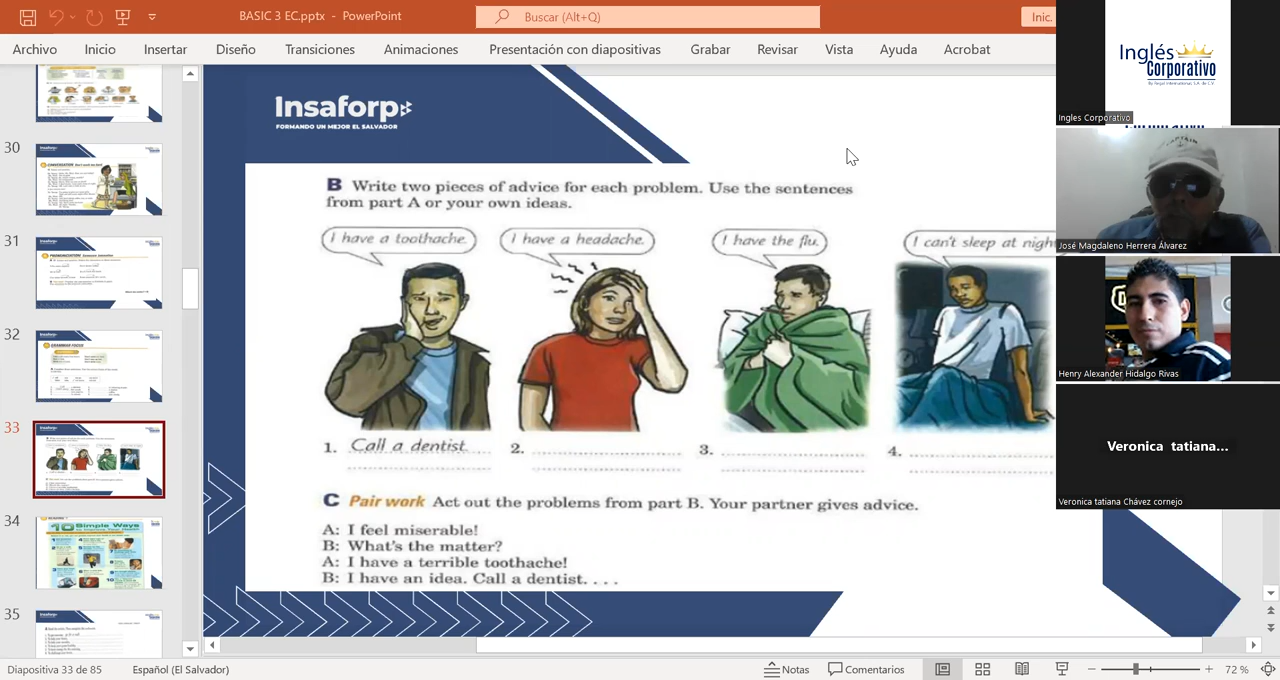 BASIC 3 EC.pptx - PowerPoint
Buscar (Alt+Q)
Inic.
Archivo Inicio Insertar Diseño Transiciones Animaciones Presentación con diapositivas Grabar Revisar Vista Ayuda Acrobat
30
31
32
33
34
10 Simple Ways
35
Insaforp
FORMANDO UN MEJOR EL SALVADOR
B Write two pieces of advice for each problem. Use the sentences
from part A or your own ideas.
I have a toothache. I have a headache. I have the flu. I can't sleep at nigh
1. Call a dentist. 2. 3. 4.
C Pair work Act out the problems from part B. Your partner gives advice.
A: I feel miserable!
B: What's the matter?
A: I have a terrible toothache!
B: I have an idea. Call a dentist. . . .
Inglés
Corporativo
Ingles Corporativo
José Magdaleno Herrera Álvarez
Henry Alexander Hidalgo Rivas
Veronica tatiana...
Veronica tatiana Chávez cornejo
Diapositiva 33 de 85 Español (El Salvador) Notas Comentarios 72 %